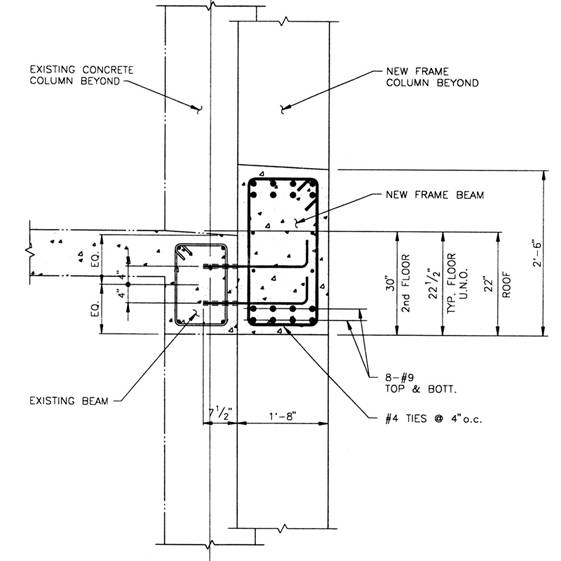 EXISTING CONCRETE
COLUMN BEYOND
NEW FRAME
COLUMN BEYOND
NEW FRAME BEAM
EQ.
4"
4"
EQ.
30"
2nd FLOOR
22 1/2"
TYP. FLOOR
U.N.O.
22"
ROOF
2'-6"
8-#9
TOP & BOTT.
EXISTING BEAM
7 1/2"
1'-8"
#4 TIES @ 4"o.c.